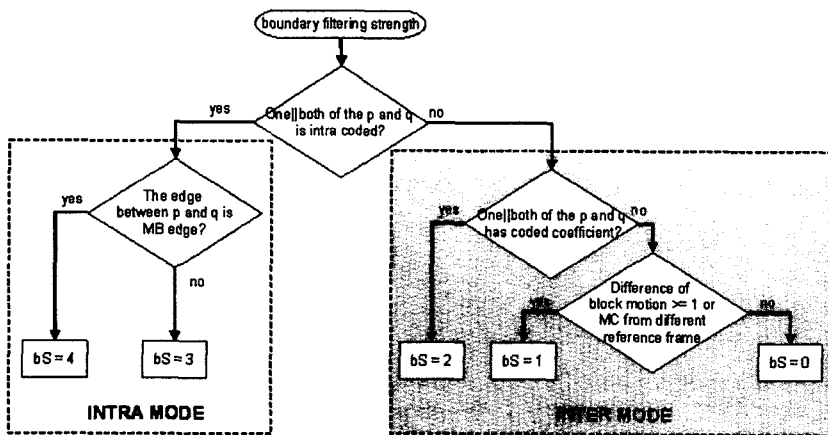 boundary filtering strength
One||both of the p and q
is intra coded?
yes
no
The edge
between p and q is
MB edge?
yes
no
bS = 4
bS = 3
INTRA MODE
One||both of the p and q
has coded coefficient?
yes
no
Difference of
block motion >= 1 or
MC from different
reference frame
yes
no
bS = 2
bS = 1
bS = 0
INTER MODE